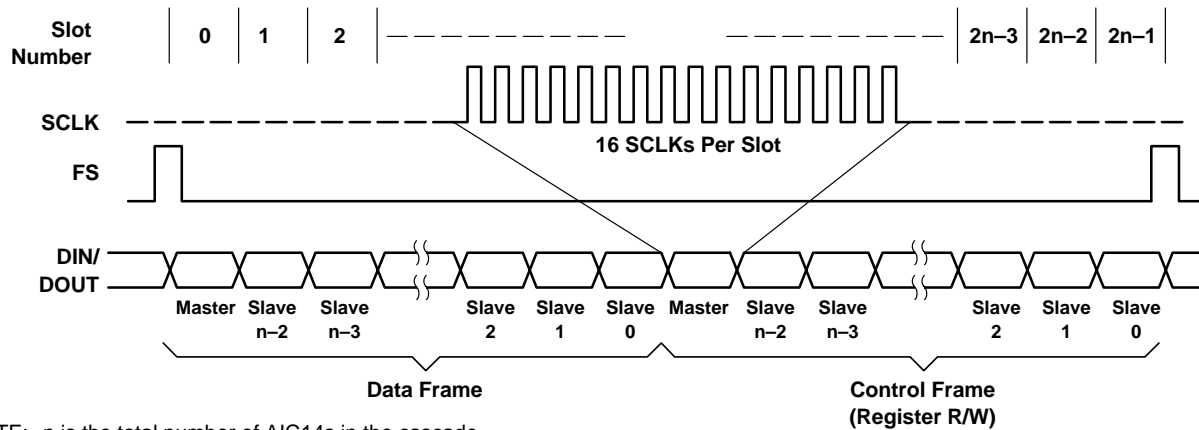 Slot
Number
0 1 2 2n–3 2n–2 2n–1
SCLK
16 SCLKs Per Slot
FS
DIN/
DOUT
Master Slave Slave Slave Slave Slave Master Slave Slave Slave Slave Slave
n–2 n–3 2 1 0 n–2 n–3 2 1 0
Data Frame
Control Frame
(Register R/W)